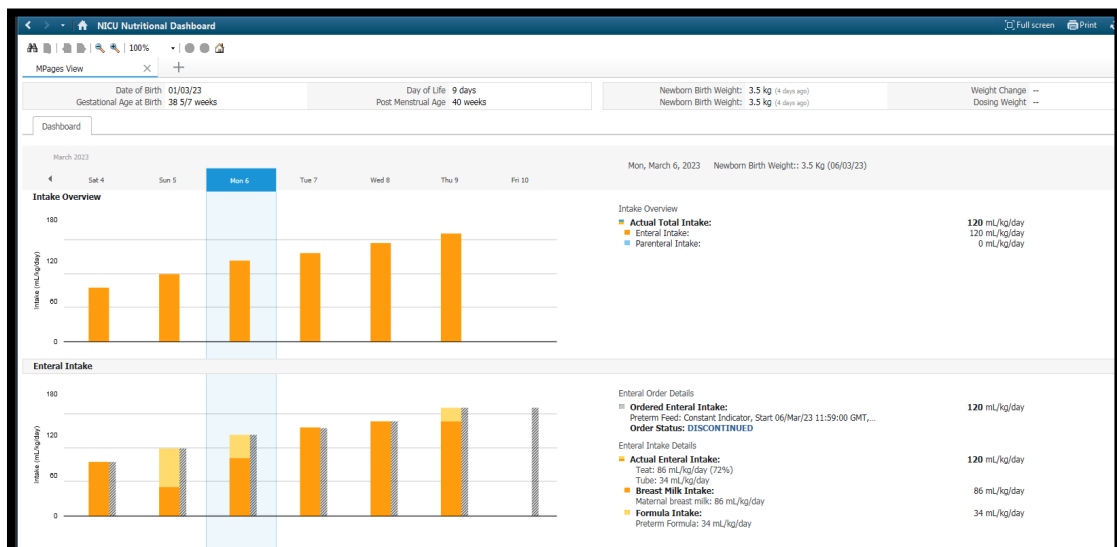 NICU Nutritional Dashboard
Full screen
Print
100%
MPages View
Date of Birth 01/03/23
Gestational Age at Birth 38 5/7 weeks
Day of Life 9 days
Post Menstrual Age 40 weeks
Newborn Birth Weight: 3.5 kg (4 days ago)
Newborn Birth Weight: 3.5 kg (4 days ago)
Weight Change --
Dosing Weight --
Dashboard
March 2023
Sat 4 Sun 5 Mon 6 Tue 7 Wed 8 Thu 9 Fri 10
Mon, March 6, 2023 Newborn Birth Weight:: 3.5 Kg (06/03/23)
Intake Overview
180
120
60
0
Intake (mL/kg/day)
Intake Overview
Actual Total Intake: 120 mL/kg/day
Enteral Intake: 120 mL/kg/day
Parenteral Intake: 0 mL/kg/day
Enteral Intake
180
120
60
0
Intake (mL/kg/day)
Enteral Order Details
Ordered Enteral Intake: 120 mL/kg/day
Preterm Feed: Constant Indicator, Start 06/Mar/23 11:59:00 GMT,...
Order Status: DISCONTINUED
Enteral Intake Details
Actual Enteral Intake: 120 mL/kg/day
Teat: 86 mL/kg/day (72%)
Tube: 34 mL/kg/day
Breast Milk Intake: 86 mL/kg/day
Maternal breast milk: 86 mL/kg/day
Formula Intake: 34 mL/kg/day
Preterm Formula: 34 mL/kg/day